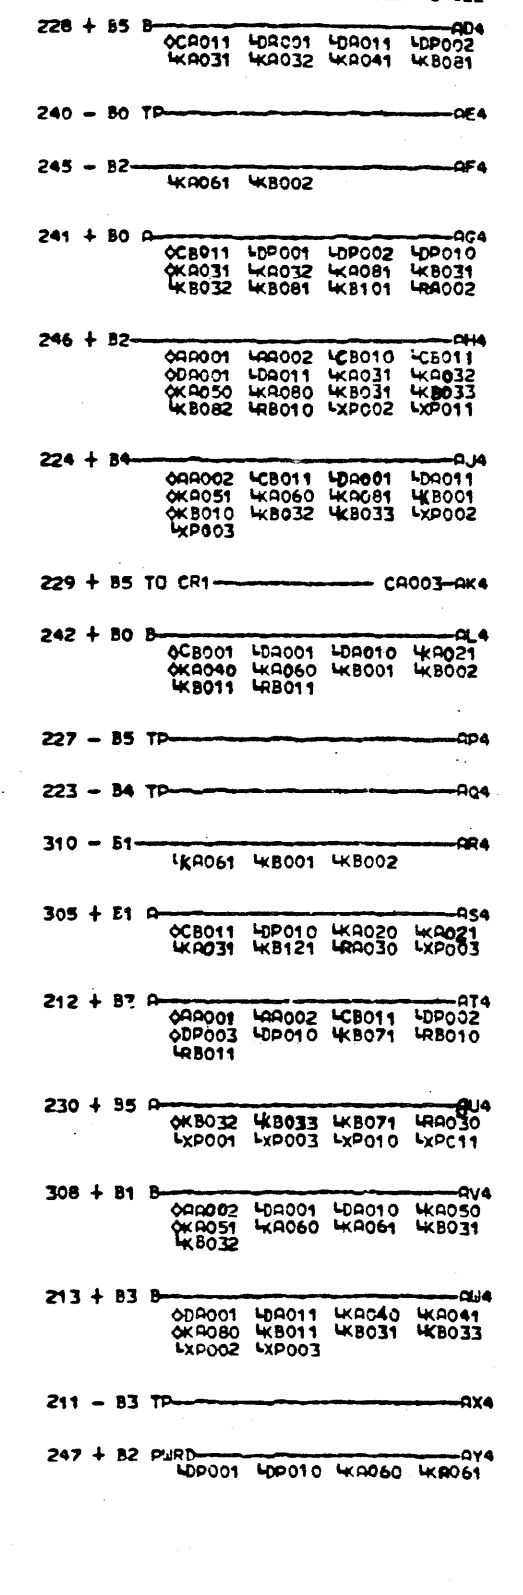 228 + B5 B AD4
CA011 DA001 DA011 DP002
KA031 KA032 KA041 KB081
240 - B0 TP AE4
245 - B2 AF4
KA061 KB002
241 + B0 A AG4
CB011 DP001 DP002 DP010
KA031 KA032 KA081 KB031
KB032 KB081 KB101 RA002
246 + B2 AH4
AA001 AA002 CB010 CB011
DA001 DA011 KA031 KA032
KA050 KA080 KB031 KB033
KB082 RB010 XP002 XP011
224 + B4 AJ4
AA002 CB011 DA001 DA011
KA051 KA060 KA081 KB001
KB010 KB032 KB033 XP002
XP003
229 + B5 TO CR1 CA003 AK4
242 + B0 B AL4
CB001 DA001 DA010 KA021
KA040 KA060 KB001 KB002
KB011 RB011
227 - B5 TP AP4
223 - B4 TP AQ4
310 - B1 AR4
KA061 KB001 KB002
305 + A AS4
CB011 DP010 KA020 KA021
KA031 KB121 RA030 XP003
212 + A AT4
AA001 AA002 CB011 DP002
DP003 DP010 KB071 RB010
RB011
230 + B5 A AU4
KB032 KB033 KB071 RA030
XP001 XP003 XP010 XP011
308 + B1 B AV4
AA002 DA001 DA010 KA050
KA051 KA060 KA061 KB031
KB032
213 + B3 B AW4
DA001 DA011 KA040 KA041
KA080 KB011 KB031 KB033
XP002 XP003
211 - B3 TP AX4
247 + B2 PWRD AY4
DP001 DP010 KA060 KA061